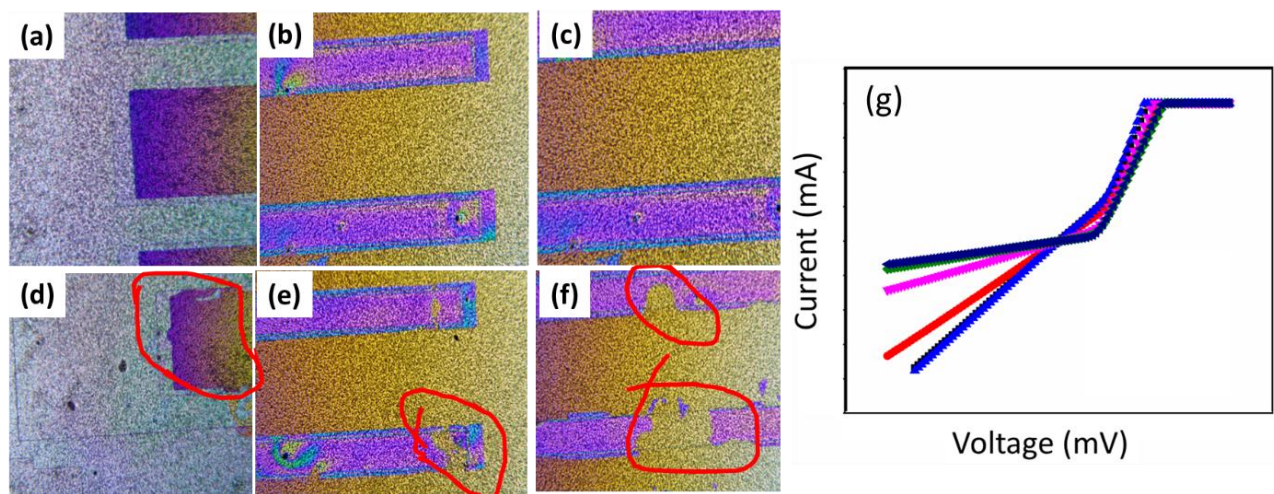 (a)
(b)
(c)
(d)
(e)
(f)
(g)
Current (mA)
Voltage (mV)